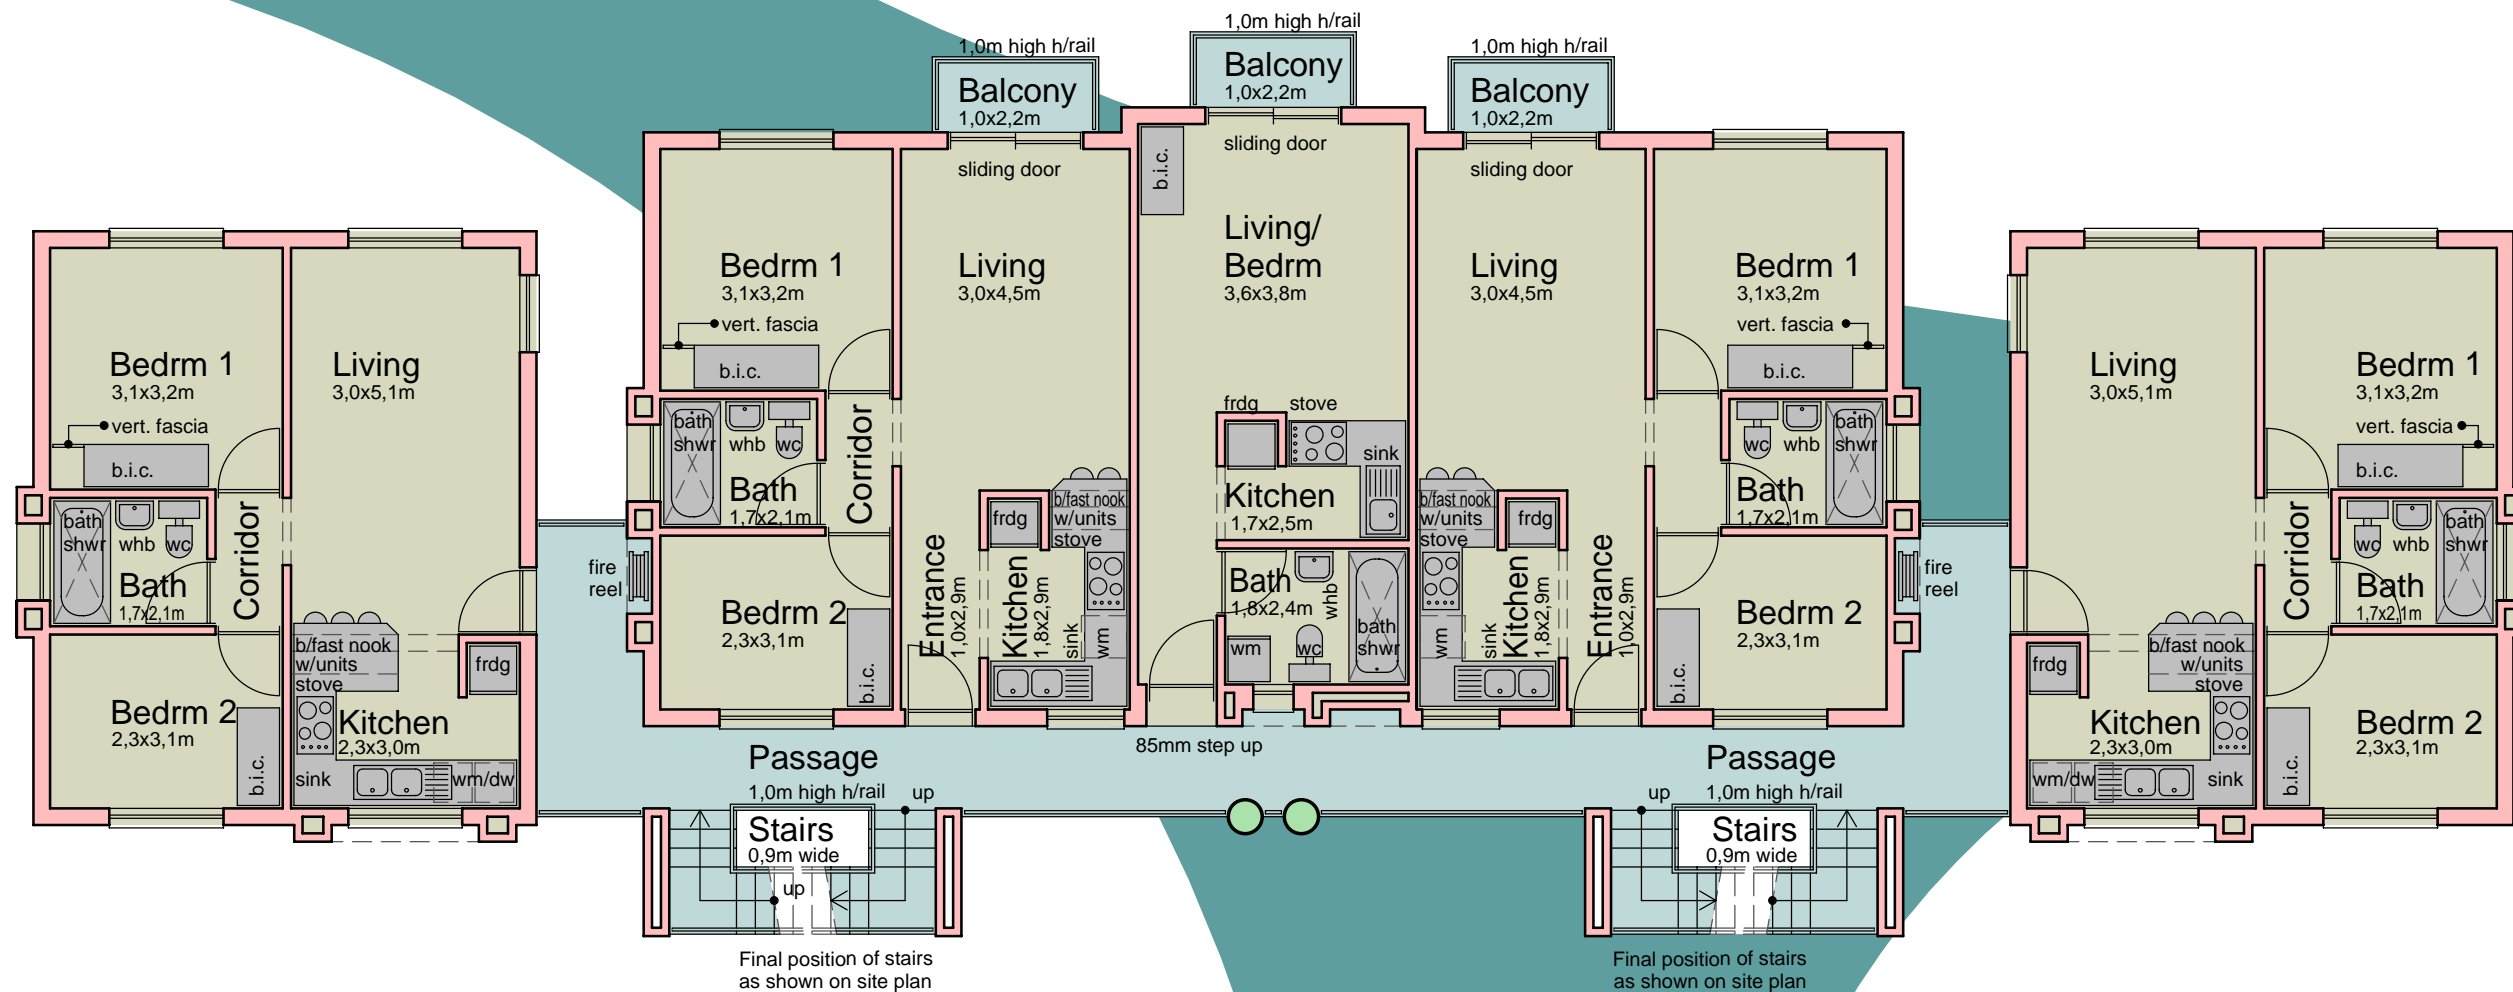 1,0m high h/rail
Balcony
1,0x2,2m
1,0m high h/rail
Balcony
1,0x2,2m
1,0m high h/rail
Balcony
1,0x2,2m
Bedrm 1
3,1x3,2m
vert. fascia
b.i.c.
Living
3,0x5,1m
bath
shwr
whb
wc
Bath
1,7x2,1m
Corridor
Bedrm 2
2,3x3,1m
b.i.c.
b/fast nook
w/units
stove
frdg
Kitchen
2,3x3,0m
sink
wm/dw
Bedrm 1
3,1x3,2m
vert. fascia
b.i.c.
bath
shwr
whb
wc
Bath
1,7x2,1m
Corridor
fire
reel
Bedrm 2
2,3x3,1m
b.i.c.
sliding door
Living
3,0x4,5m
b/fast nook
w/units
stove
frdg
Entrance
1,0x2,9m
Kitchen
1,8x2,9m
sink
wm
b.i.c.
sliding door
Living/
Bedrm
3,6x3,8m
frdg
stove
sink
Kitchen
1,7x2,5m
Bath
1,8x2,4m
whb
wm
wc
bath
shwr
sliding door
Living
3,0x4,5m
b/fast nook
w/units
stove
frdg
wm
sink
Kitchen
1,8x2,9m
Entrance
1,0x2,9m
Bedrm 1
3,1x3,2m
vert. fascia
b.i.c.
wc
whb
bath
shwr
Bath
1,7x2,1m
Bedrm 2
2,3x3,1m
b.i.c.
fire
reel
Living
3,0x5,1m
frdg
b/fast nook
w/units
stove
Kitchen
2,3x3,0m
wm/dw
sink
Bedrm 1
3,1x3,2m
vert. fascia
b.i.c.
Corridor
wc
whb
bath
shwr
Bath
1,7x2,1m
Bedrm 2
2,3x3,1m
b.i.c.
Passage
1,0m high h/rail
up
Stairs
0,9m wide
up
Final position of stairs
as shown on site plan
85mm step up
Passage
up
1,0m high h/rail
Stairs
0,9m wide
Final position of stairs
as shown on site plan